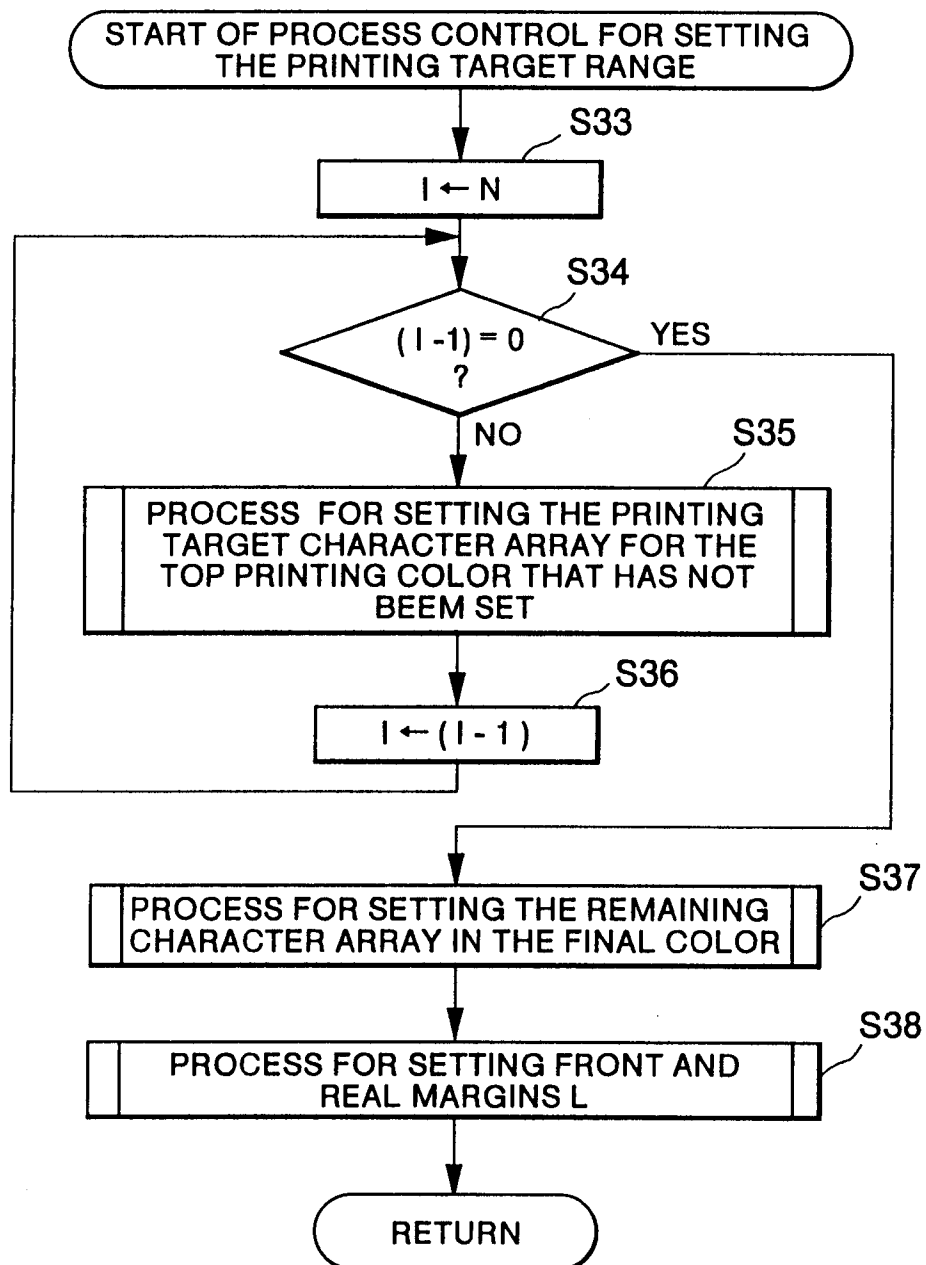 START OF PROCESS CONTROL FOR SETTING
THE PRINTING TARGET RANGE
S33
I ← N
S34
( I -1) = 0
?
YES
NO
S35
PROCESS FOR SETTING THE PRINTING
TARGET CHARACTER ARRAY FOR THE
TOP PRINTING COLOR THAT HAS NOT
BEEM SET
S36
I ← ( I - 1 )
S37
PROCESS FOR SETTING THE REMAINING
CHARACTER ARRAY IN THE FINAL COLOR
S38
PROCESS FOR SETTING FRONT AND
REAL MARGINS L
RETURN